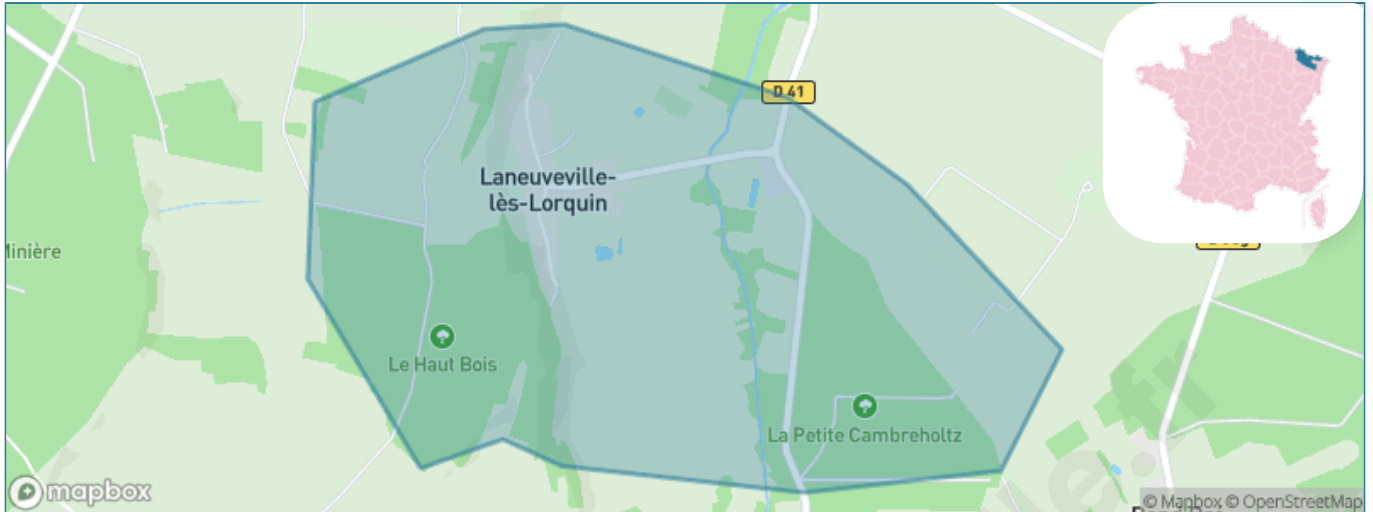 D 41
Laneuveville-
lès-Lorquin
Minière
Le Haut Bois
La Petite Cambreholtz
mapbox
© Mapbox © OpenStreetMap